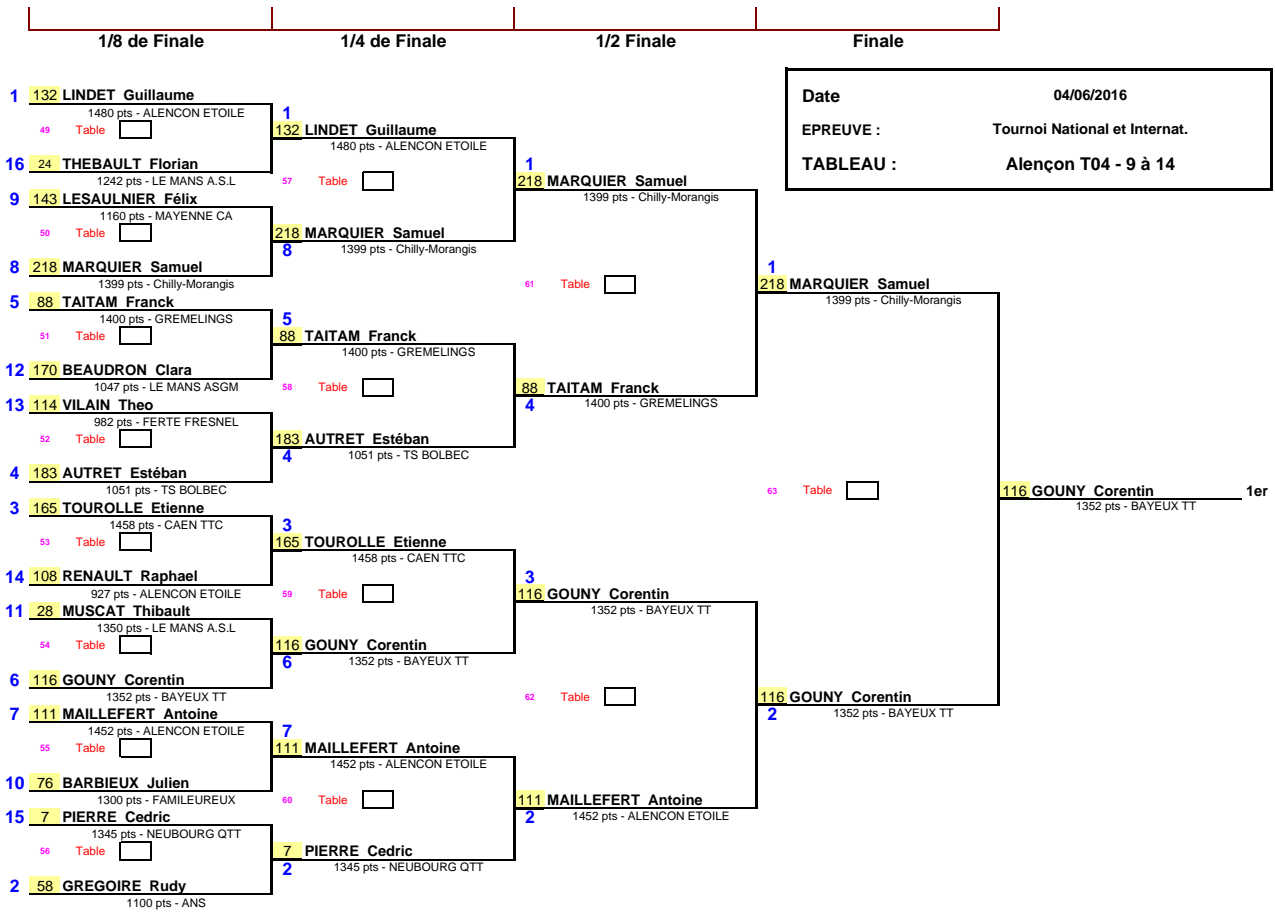 1/8 de Finale
1/4 de Finale
1/2 Finale
Finale
Date 04/06/2016
EPREUVE : Tournoi National et Internat.
TABLEAU : Alençon T04 - 9 à 14
1 132 LINDET Guillaume
1480 pts - ALENCON ETOILE
49 Table
16 24 THEBAULT Florian
1242 pts - LE MANS A.S.L
9 143 LESAULNIER Félix
1160 pts - MAYENNE CA
50 Table
8 218 MARQUIER Samuel
1399 pts - Chilly-Morangis
5 88 TAITAM Franck
1400 pts - GREMELINGS
51 Table
12 170 BEAUDRON Clara
1047 pts - LE MANS ASGM
13 114 VILAIN Theo
982 pts - FERTE FRESNEL
52 Table
4 183 AUTRET Estéban
1051 pts - TS BOLBEC
3 165 TOUROLLE Etienne
1458 pts - CAEN TTC
53 Table
14 108 RENAULT Raphael
927 pts - ALENCON ETOILE
11 28 MUSCAT Thibault
1350 pts - LE MANS A.S.L
54 Table
6 116 GOUNY Corentin
1352 pts - BAYEUX TT
7 111 MAILLEFERT Antoine
1452 pts - ALENCON ETOILE
55 Table
10 76 BARBIEUX Julien
1300 pts - FAMILEUREUX
15 7 PIERRE Cedric
1345 pts - NEUBOURG QTT
56 Table
2 58 GREGOIRE Rudy
1100 pts - ANS
1
132 LINDET Guillaume
1480 pts - ALENCON ETOILE
57 Table
218 MARQUIER Samuel
8 1399 pts - Chilly-Morangis
5
88 TAITAM Franck
1400 pts - GREMELINGS
58 Table
183 AUTRET Estéban
4 1051 pts - TS BOLBEC
3
165 TOUROLLE Etienne
1458 pts - CAEN TTC
59 Table
116 GOUNY Corentin
6 1352 pts - BAYEUX TT
7
111 MAILLEFERT Antoine
1452 pts - ALENCON ETOILE
60 Table
7 PIERRE Cedric
2 1345 pts - NEUBOURG QTT
1
218 MARQUIER Samuel
1399 pts - Chilly-Morangis
61 Table
88 TAITAM Franck
4 1400 pts - GREMELINGS
3
116 GOUNY Corentin
1352 pts - BAYEUX TT
62 Table
111 MAILLEFERT Antoine
2 1452 pts - ALENCON ETOILE
1
218 MARQUIER Samuel
1399 pts - Chilly-Morangis
63 Table
116 GOUNY Corentin
2 1352 pts - BAYEUX TT
116 GOUNY Corentin 1er
1352 pts - BAYEUX TT